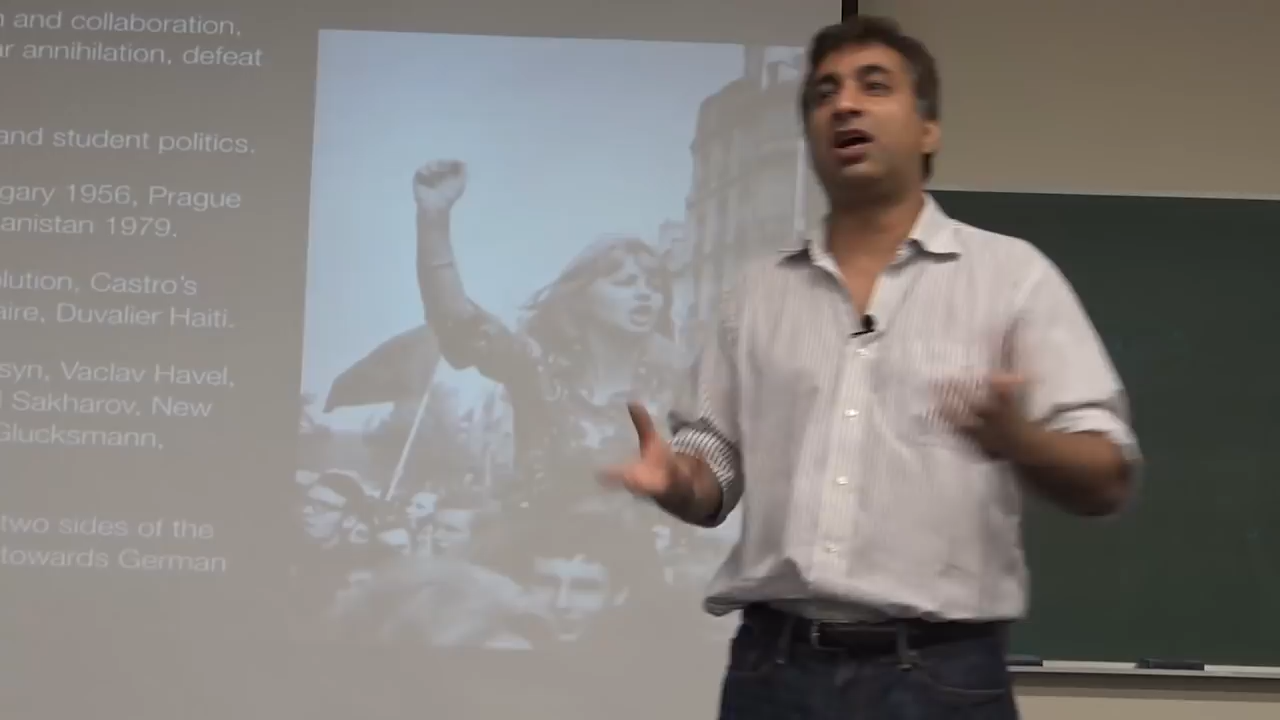 n and collaboration,
ar annihilation, defeat
and student politics.
gary 1956, Prague
anistan 1979.
lution, Castro's
aire, Duvalier Haiti.
syn, Vaclav Havel,
Sakharov. New
Glucksmann,
two sides of the
towards German